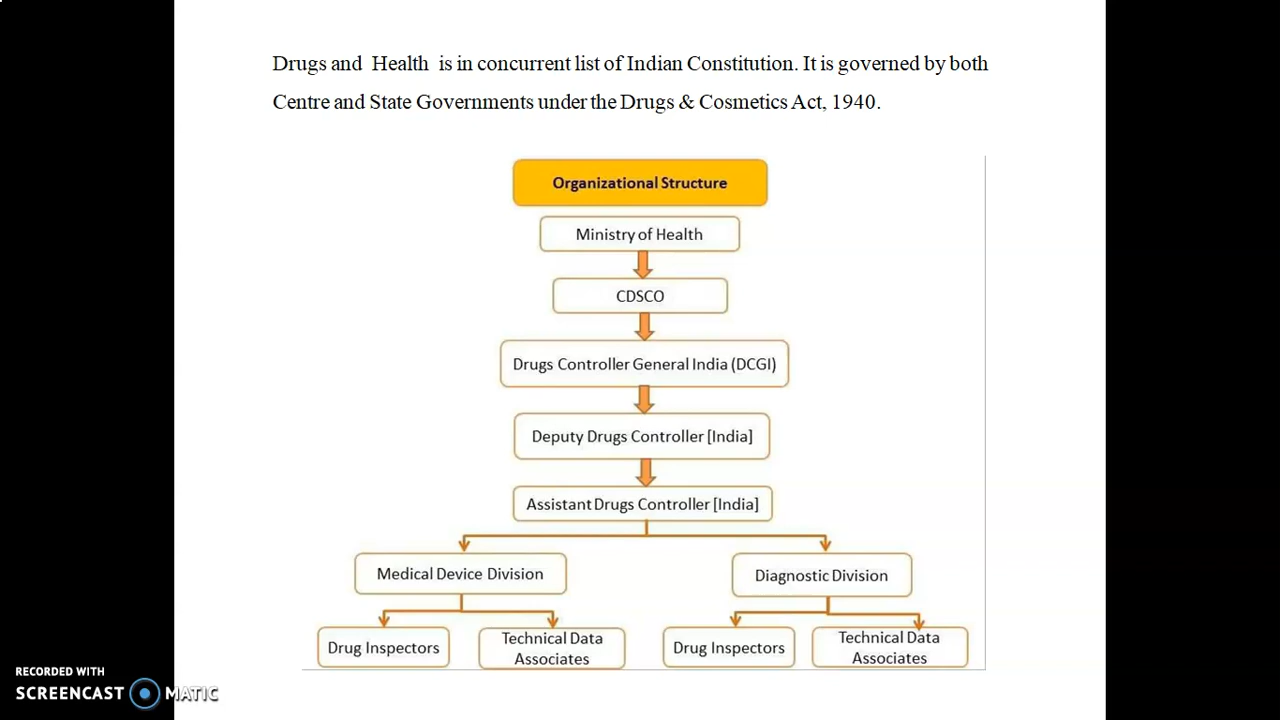 Drugs and Health is in concurrent list of Indian Constitution. It is governed by both
Centre and State Governments under the Drugs & Cosmetics Act, 1940.
Organizational Structure
Ministry of Health
CDSCO
Drugs Controller General India (DCGI)
Deputy Drugs Controller [India]
Assistant Drugs Controller [India]
Medical Device Division
Diagnostic Division
Drug Inspectors
Technical Data
Associates
Drug Inspectors
Technical Data
Associates
RECORDED WITH
SCREENCAST MATIC